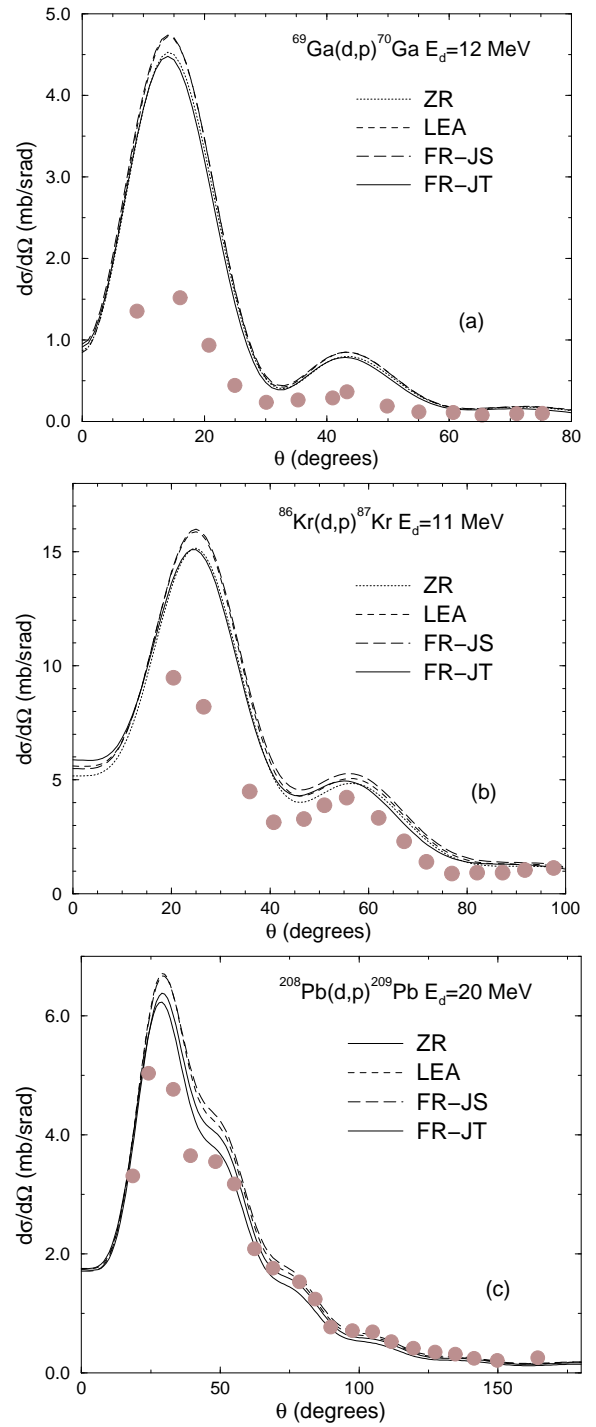 5.0
4.0
3.0
2.0
1.0
0.0
dσ/dΩ (mb/srad)
⁶⁹Ga(d,p)⁷⁰Ga E_d=12 MeV
ZR
LEA
FR−JS
FR−JT
(a)
0 20 40 60 80
θ (degrees)
15
10
5
0
dσ/dΩ (mb/srad)
⁸⁶Kr(d,p)⁸⁷Kr E_d=11 MeV
ZR
LEA
FR−JS
FR−JT
(b)
0 20 40 60 80 100
θ (degrees)
6.0
4.0
2.0
0.0
dσ/dΩ (mb/srad)
²⁰⁸Pb(d,p)²⁰⁹Pb E_d=20 MeV
ZR
LEA
FR−JS
FR−JT
(c)
0 50 100 150
θ (degrees)